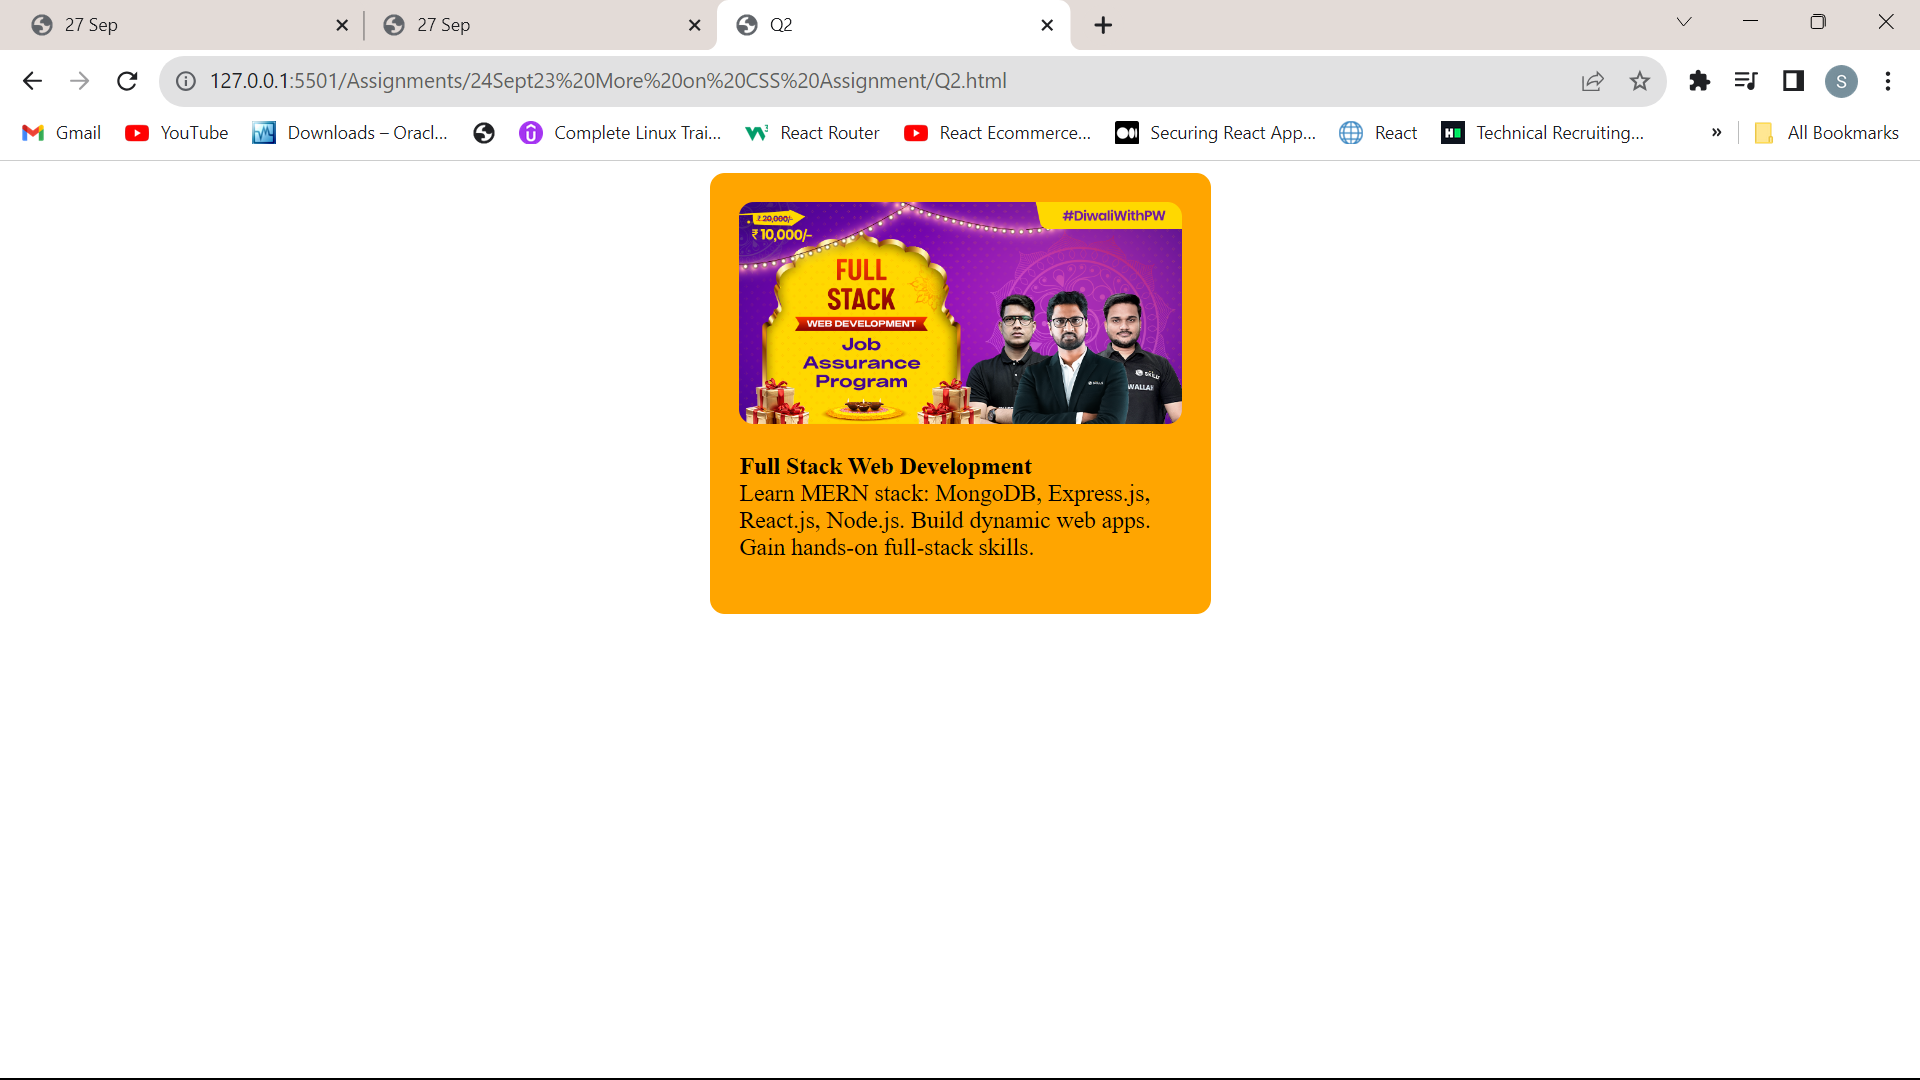 27 Sep
27 Sep
Q2
127.0.0.1:5501/Assignments/24Sept23%20More%20on%20CSS%20Assignment/Q2.html
S
Gmail
YouTube
Downloads – Oracl...
Complete Linux Trai...
React Router
React Ecommerce...
Securing React App...
React
Technical Recruiting...
»
All Bookmarks
₹ 20,000/-
₹ 10,000/-
#DiwaliWithPW
FULL
STACK
WEB DEVELOPMENT
Job
Assurance
Program
SKILLS
SKILLS
WALLAH
Full Stack Web Development
Learn MERN stack: MongoDB, Express.js,
React.js, Node.js. Build dynamic web apps.
Gain hands-on full-stack skills.